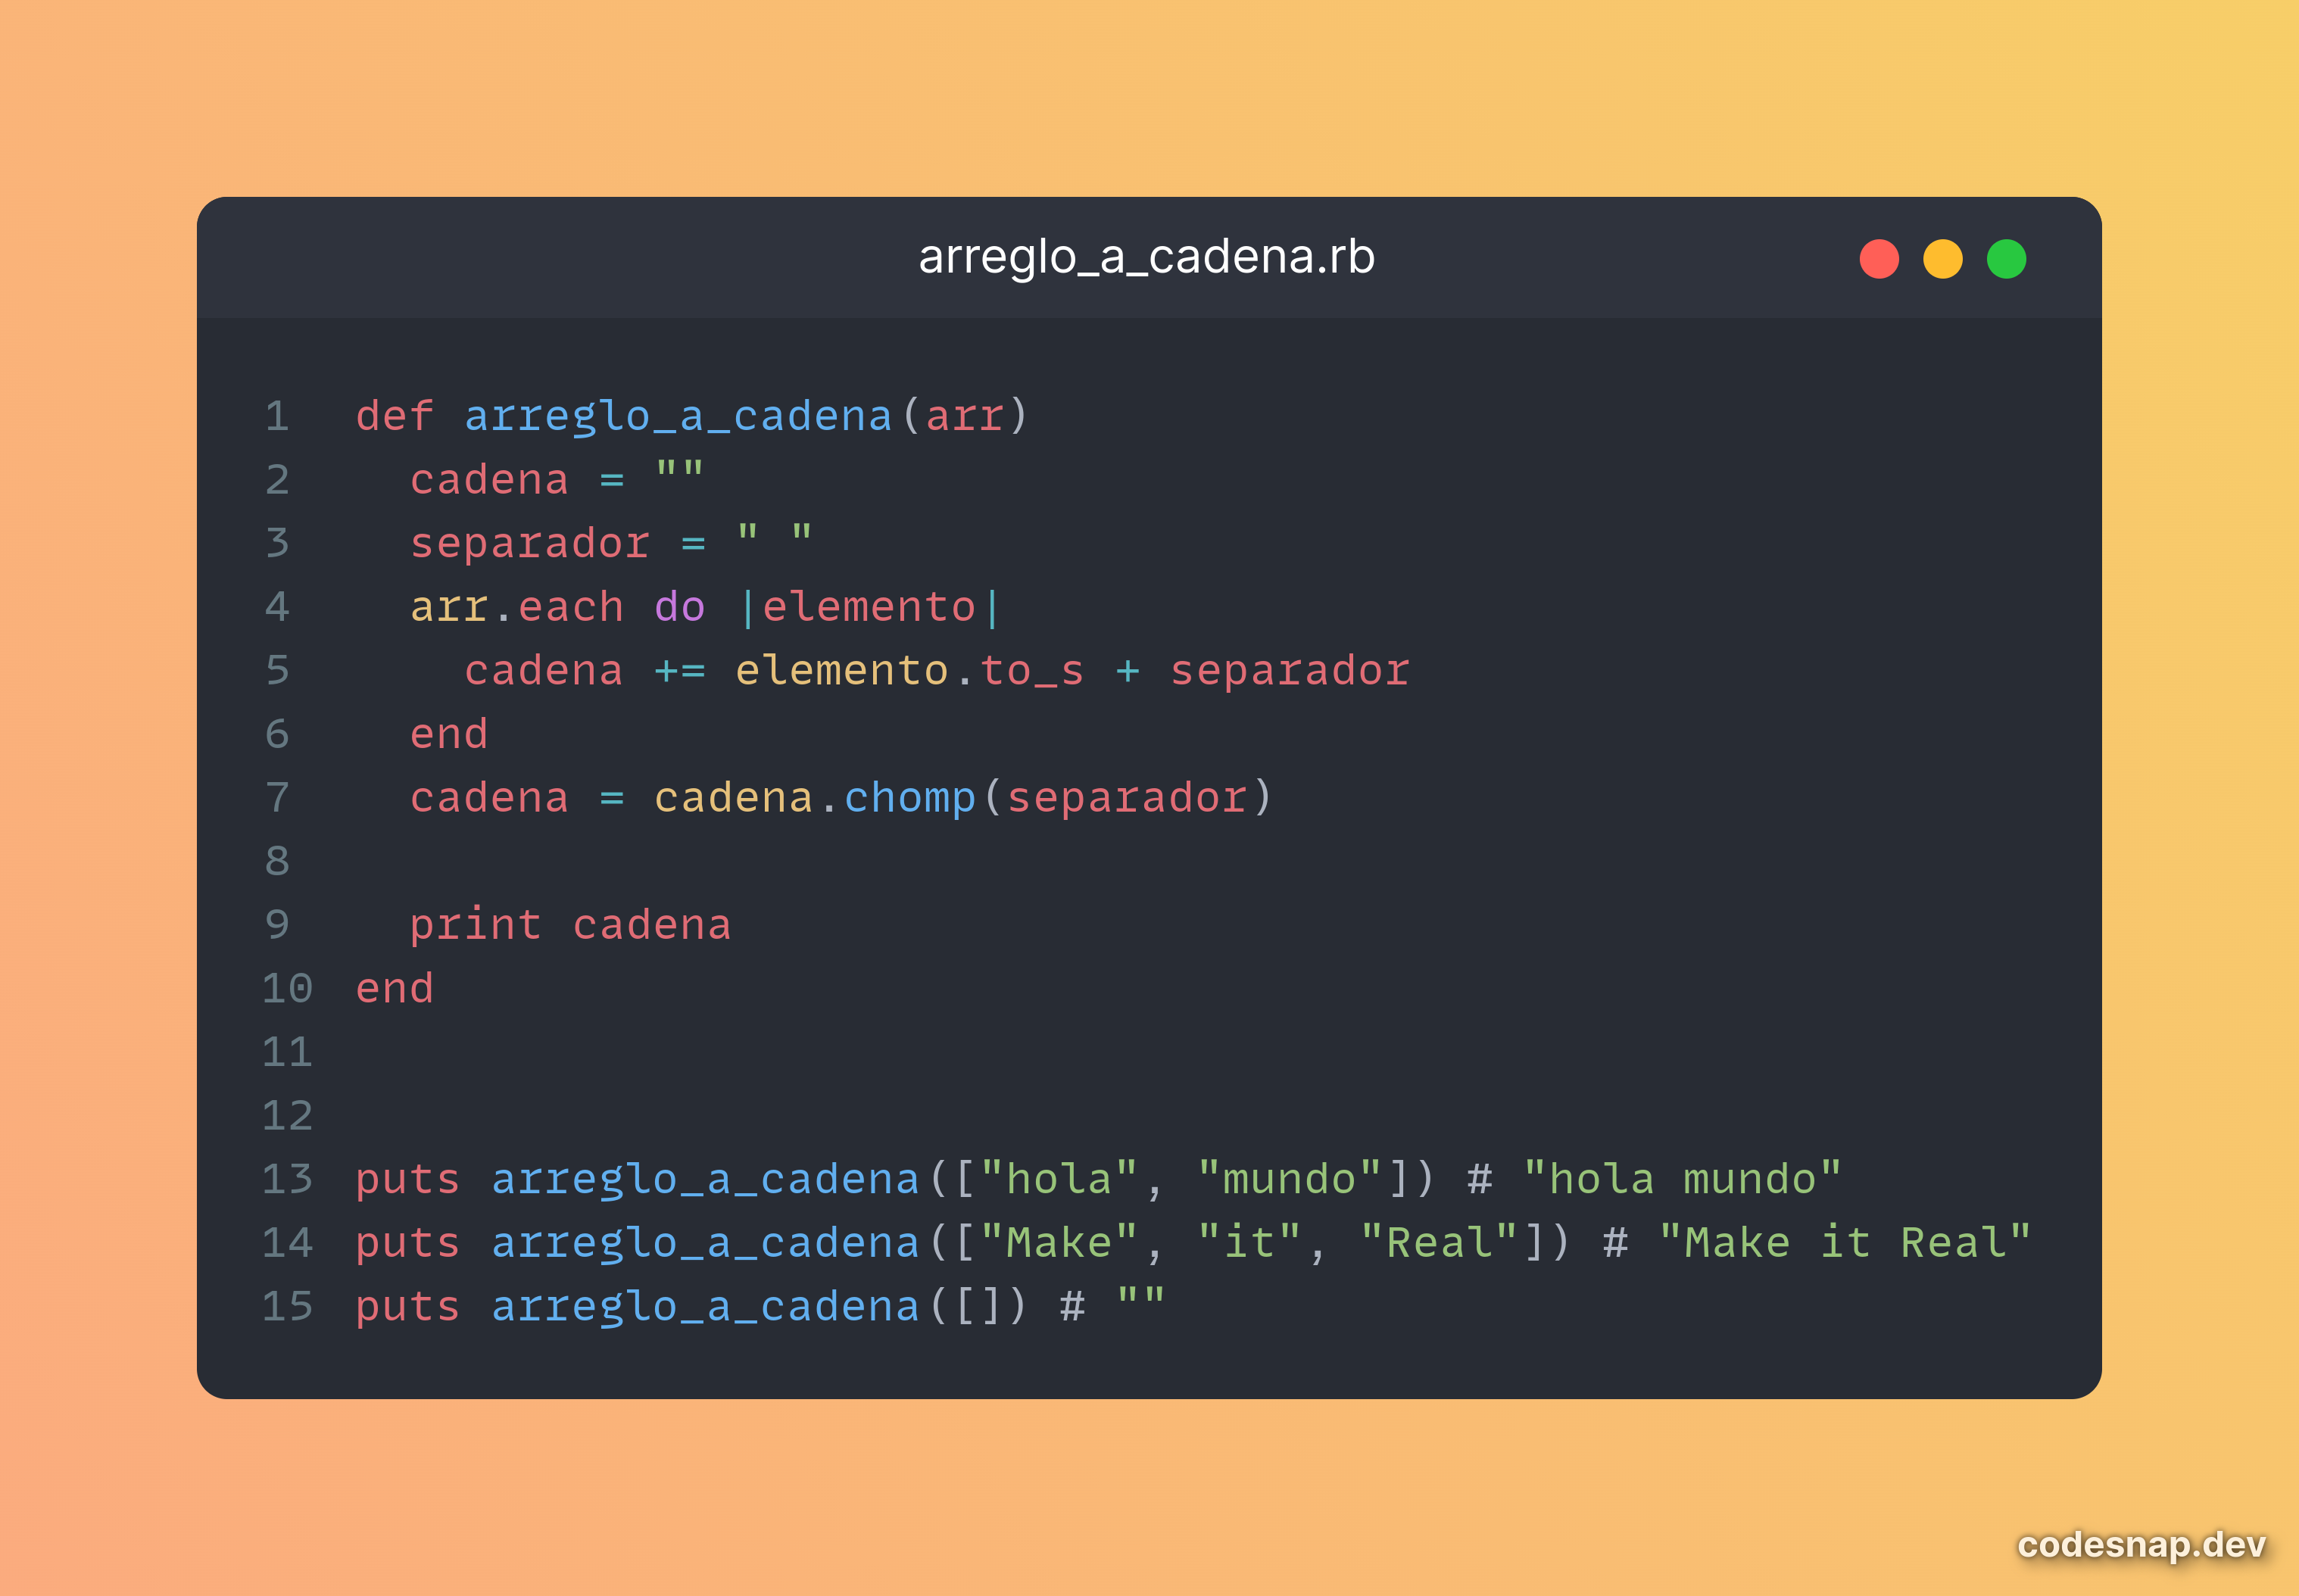 arreglo_a_cadena.rb
1 def arreglo_a_cadena(arr)
2   cadena = ""
3   separador = " "
4   arr.each do |elemento|
5     cadena += elemento.to_s + separador
6   end
7   cadena = cadena.chomp(separador)
8
9   print cadena
10 end
11
12
13 puts arreglo_a_cadena(["hola", "mundo"]) # "hola mundo"
14 puts arreglo_a_cadena(["Make", "it", "Real"]) # "Make it Real"
15 puts arreglo_a_cadena([]) # ""
codesnap.dev